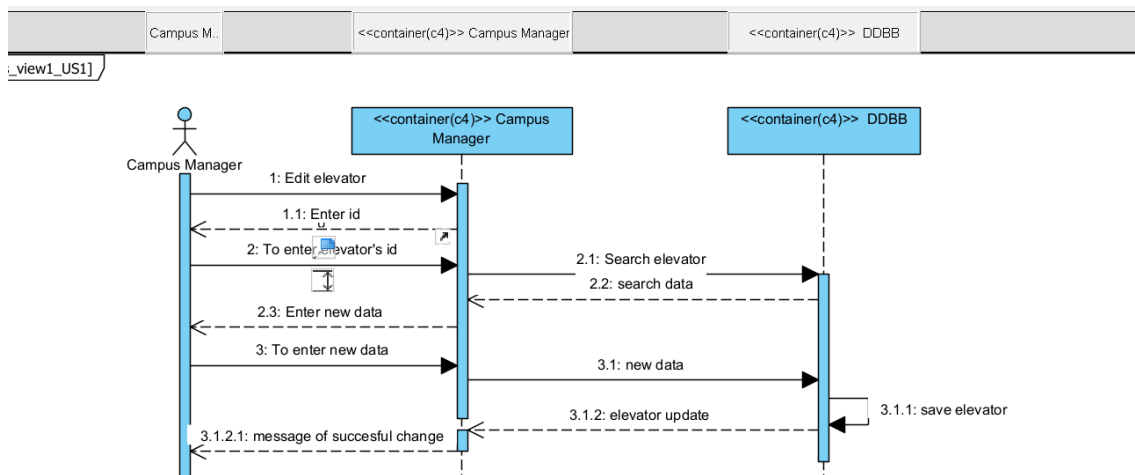 Campus M..
<<container(c4)>> Campus Manager
<<container(c4)>>  DDBB
s_view1_US1]
<<container(c4)>> Campus
Manager
<<container(c4)>>  DDBB
Campus Manager
1: Edit elevator
1.1: Enter id
2: To enter elevator's id
2.1: Search elevator
2.2: search data
2.3: Enter new data
3: To enter new data
3.1: new data
3.1.1: save elevator
3.1.2: elevator update
3.1.2.1: message of succesful change